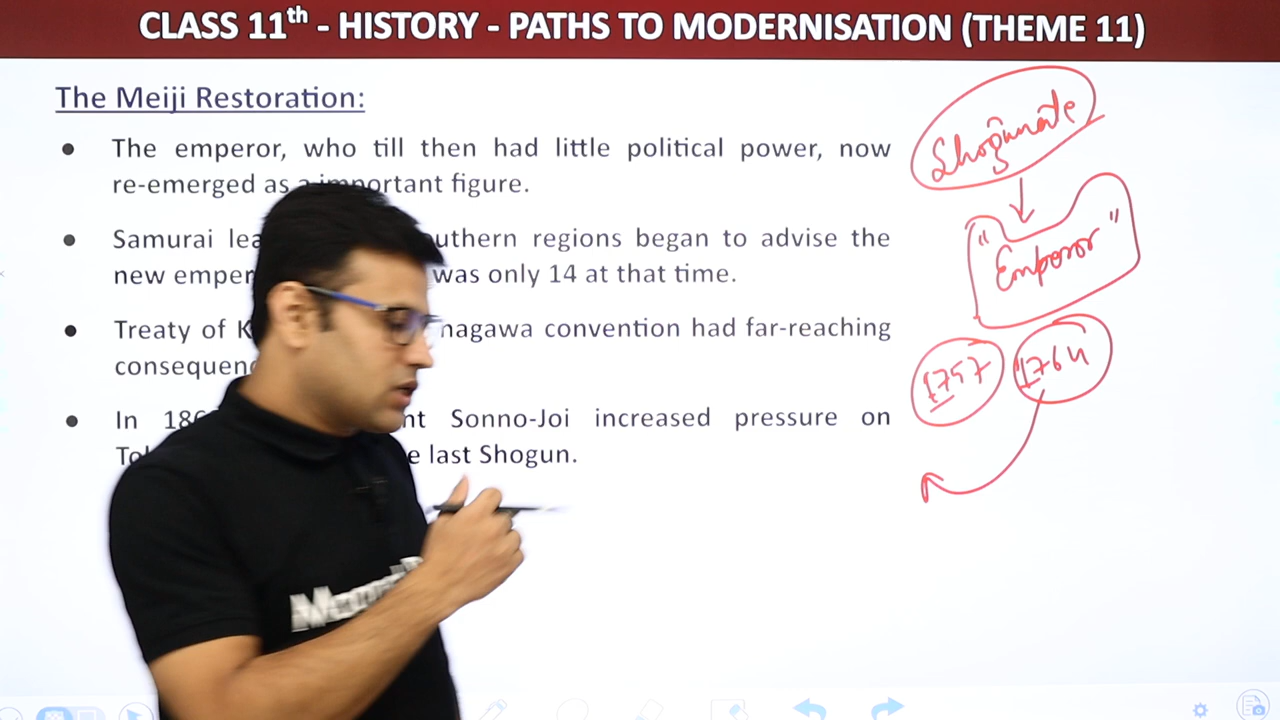 CLASS 11th - HISTORY - PATHS TO MODERNISATION (THEME 11)
The Meiji Restoration:
The emperor, who till then had little political power, now
re-emerged as a important figure.
Samurai lea uthern regions began to advise the
new emper was only 14 at that time.
Treaty of K nagawa convention had far-reaching
consequenc
In 186 nt Sonno-Joi increased pressure on
Tok e last Shogun.
Shogunate
"Emperor"
1757 1764